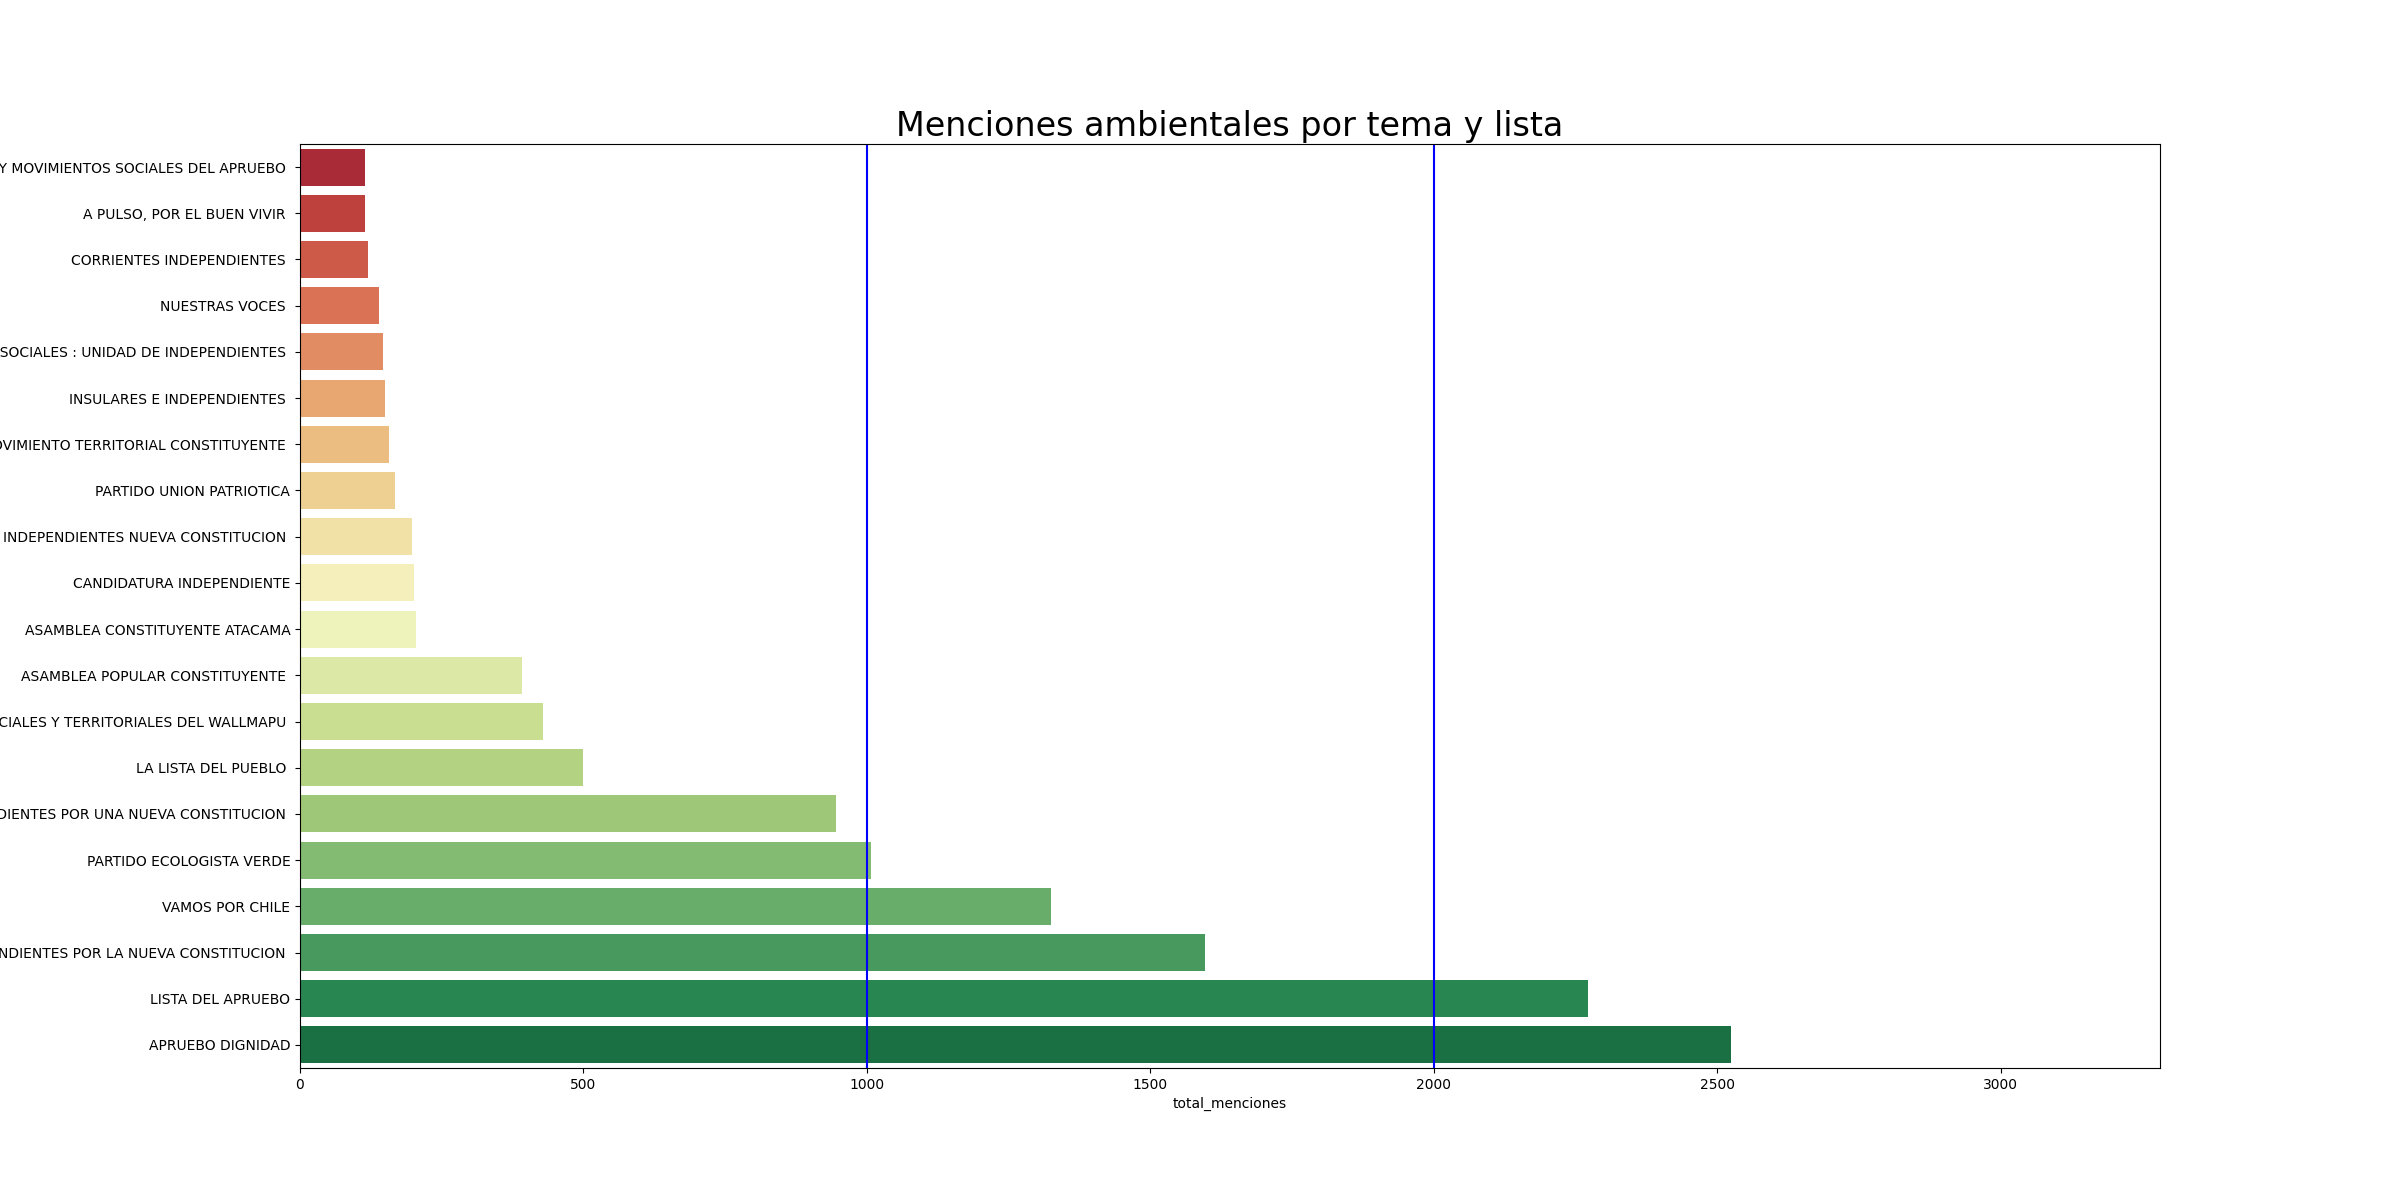 Menciones ambientales por tema y lista
Y MOVIMIENTOS SOCIALES DEL APRUEBO
A PULSO, POR EL BUEN VIVIR
CORRIENTES INDEPENDIENTES
NUESTRAS VOCES
SOCIALES : UNIDAD DE INDEPENDIENTES
INSULARES E INDEPENDIENTES
OVIMIENTO TERRITORIAL CONSTITUYENTE
PARTIDO UNION PATRIOTICA
INDEPENDIENTES NUEVA CONSTITUCION
CANDIDATURA INDEPENDIENTE
ASAMBLEA CONSTITUYENTE ATACAMA
ASAMBLEA POPULAR CONSTITUYENTE
CIALES Y TERRITORIALES DEL WALLMAPU
LA LISTA DEL PUEBLO
DIENTES POR UNA NUEVA CONSTITUCION
PARTIDO ECOLOGISTA VERDE
VAMOS POR CHILE
NDIENTES POR LA NUEVA CONSTITUCION
LISTA DEL APRUEBO
APRUEBO DIGNIDAD
0 500 1000 1500 2000 2500 3000
total_menciones